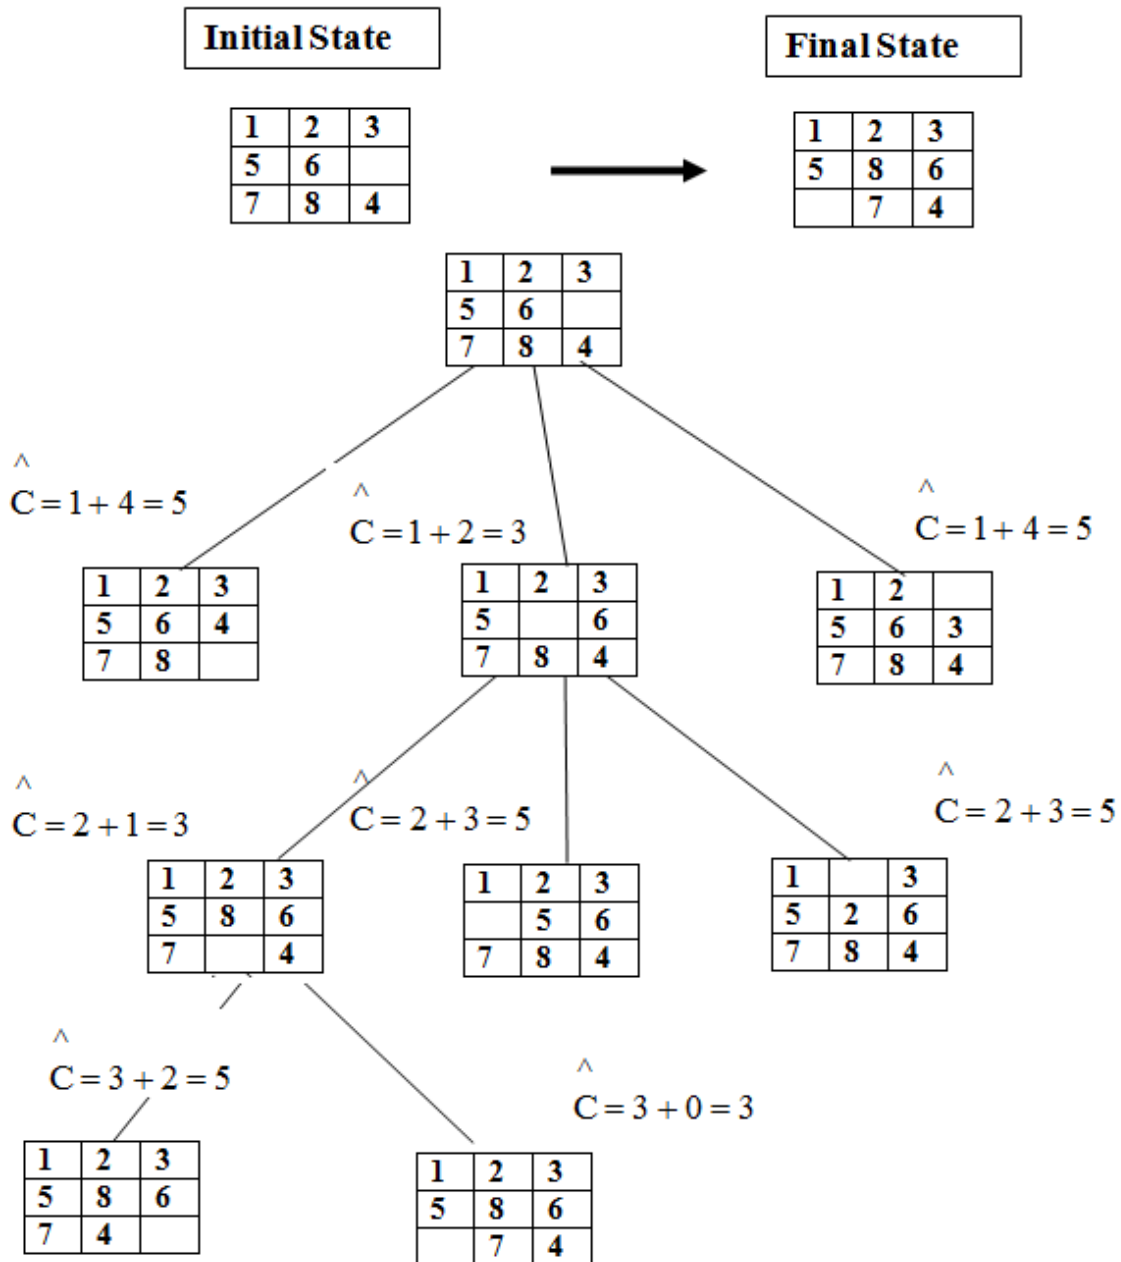 Initial State
Final State
1 2 3
5 6
7 8 4
1 2 3
5 8 6
7 4
1 2 3
5 6
7 8 4
^
C = 1 + 4 = 5
^
C = 1 + 2 = 3
^
C = 1 + 4 = 5
1 2 3
5 6 4
7 8
1 2 3
5 6
7 8 4
1 2
5 6 3
7 8 4
^
C = 2 + 1 = 3
^
C = 2 + 3 = 5
^
C = 2 + 3 = 5
1 2 3
5 8 6
7 4
1 2 3
5 6
7 8 4
1 3
5 2 6
7 8 4
^
C = 3 + 2 = 5
^
C = 3 + 0 = 3
1 2 3
5 8 6
7 4
1 2 3
5 8 6
7 4